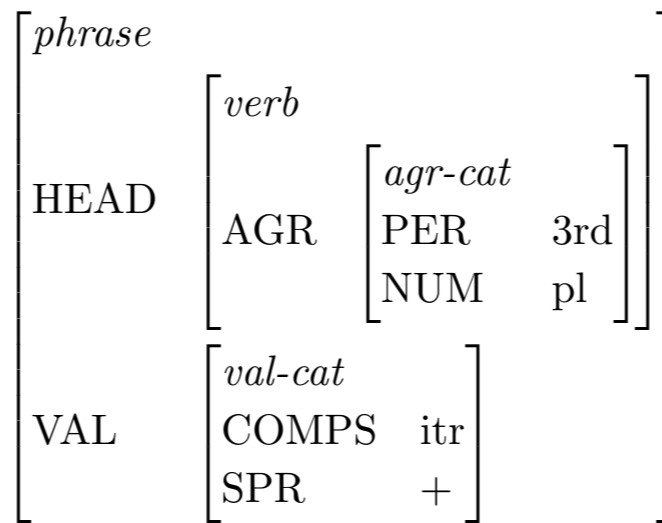 phrase
verb
agr-cat
HEAD AGR PER 3rd
NUM pl
val-cat
VAL COMPS itr
SPR +